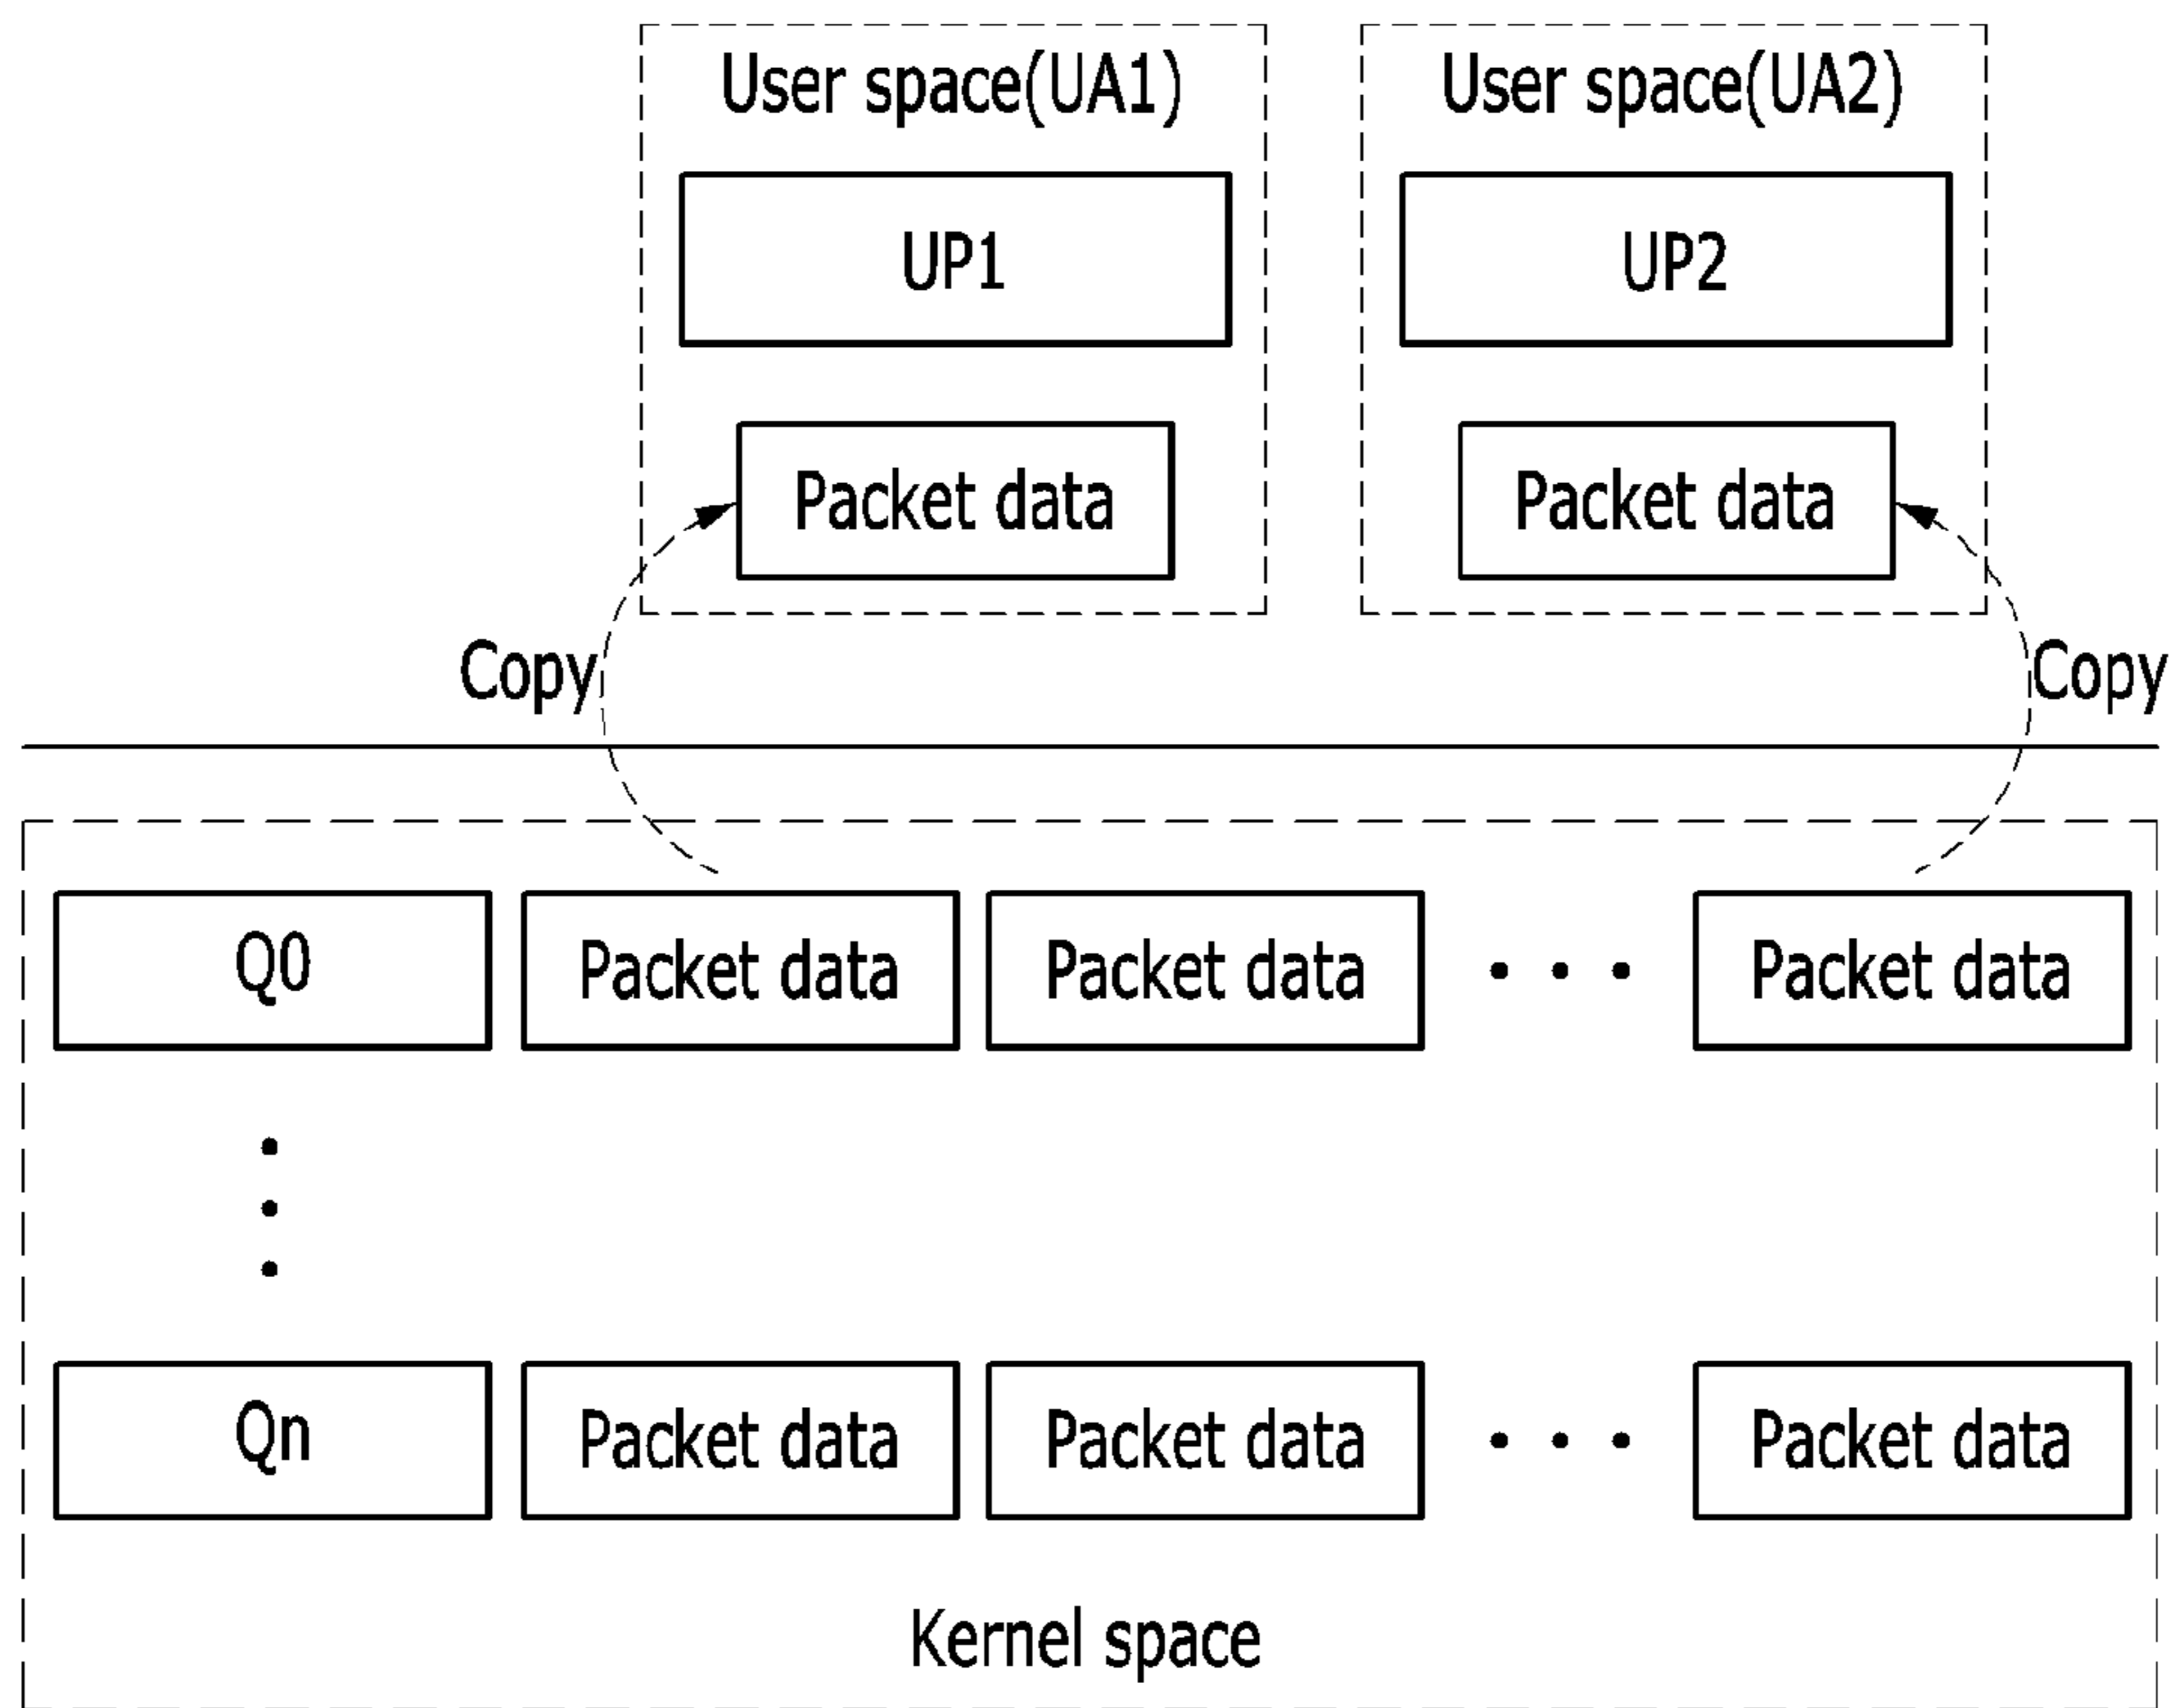 User space(UA1)
User space(UA2)
UP1
UP2
Packet data
Packet data
Copy
Copy
Q0
Packet data
Packet data
Packet data
Qn
Packet data
Packet data
Packet data
Kernel space